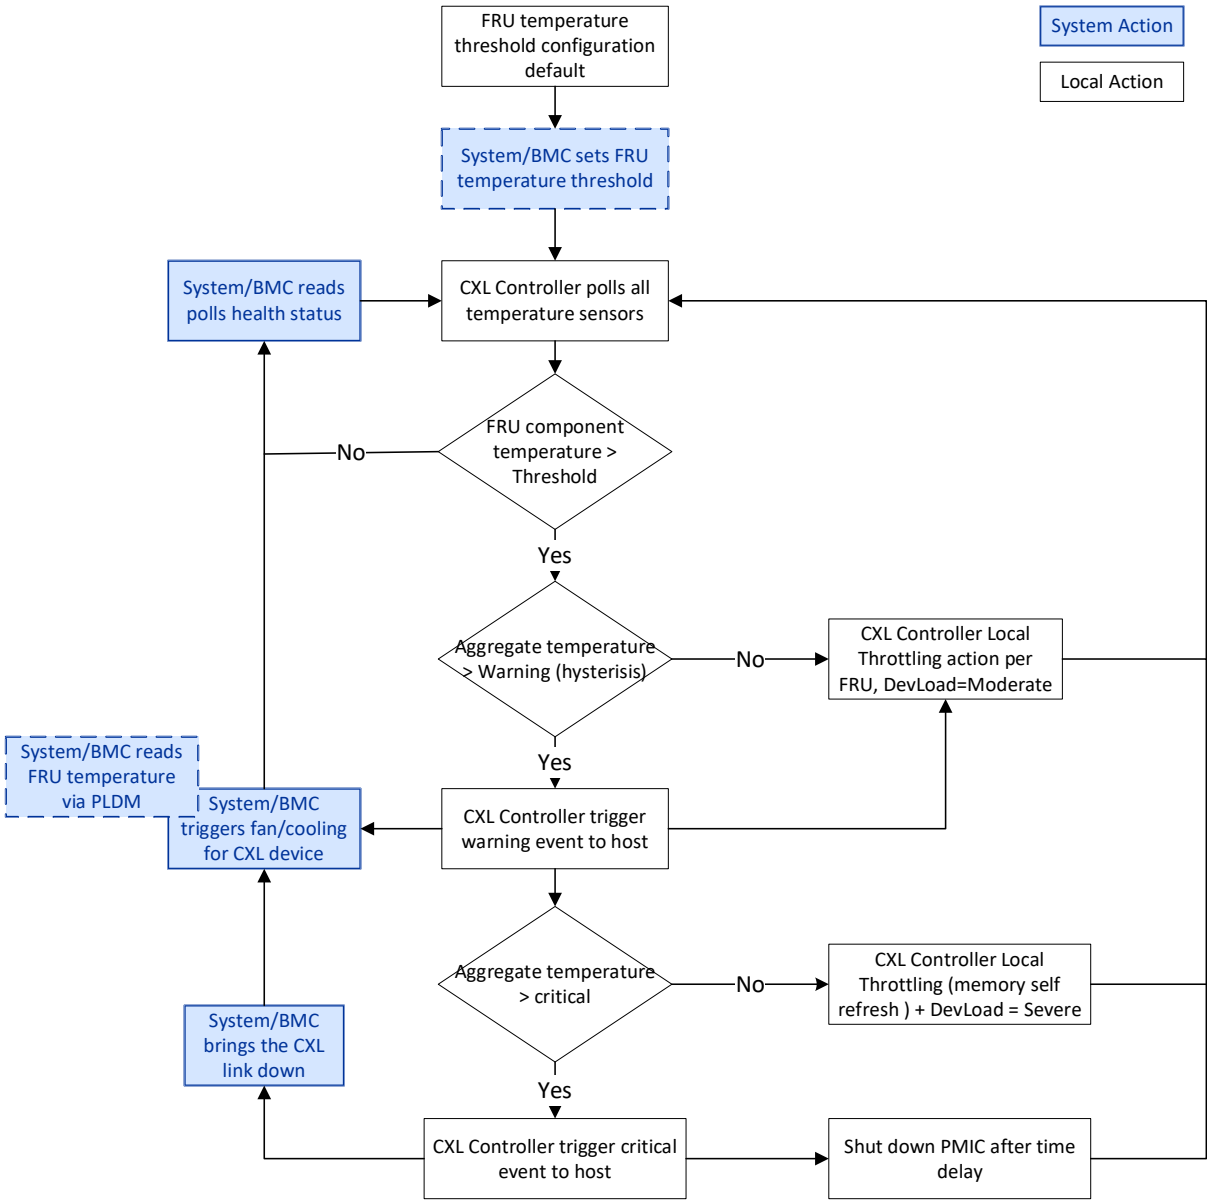 FRU temperature
threshold configuration
default
System Action
Local Action
System/BMC sets FRU
temperature threshold
System/BMC reads
polls health status
CXL Controller polls all
temperature sensors
FRU component
temperature >
Threshold
No
Yes
Aggregate temperature
> Warning (hysterisis)
No
CXL Controller Local
Throttling action per
FRU, DevLoad=Moderate
Yes
System/BMC reads
FRU temperature
via PLDM
System/BMC
triggers fan/cooling
for CXL device
CXL Controller trigger
warning event to host
Aggregate temperature
> critical
No
CXL Controller Local
Throttling (memory self
refresh ) + DevLoad = Severe
System/BMC
brings the CXL
link down
Yes
CXL Controller trigger critical
event to host
Shut down PMIC after time
delay